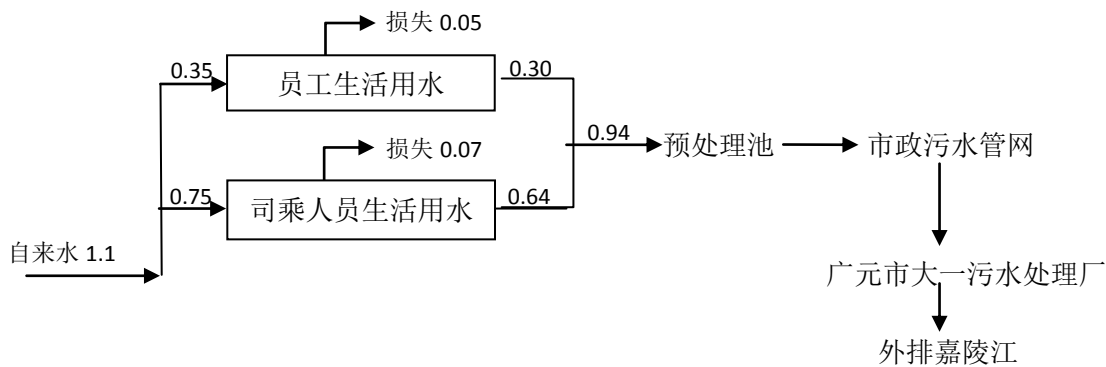 损失 0.05
0.35
员工生活用水
0.30
损失 0.07
0.94
预处理池
市政污水管网
0.75
司乘人员生活用水
0.64
自来水 1.1
广元市大一污水处理厂
外排嘉陵江